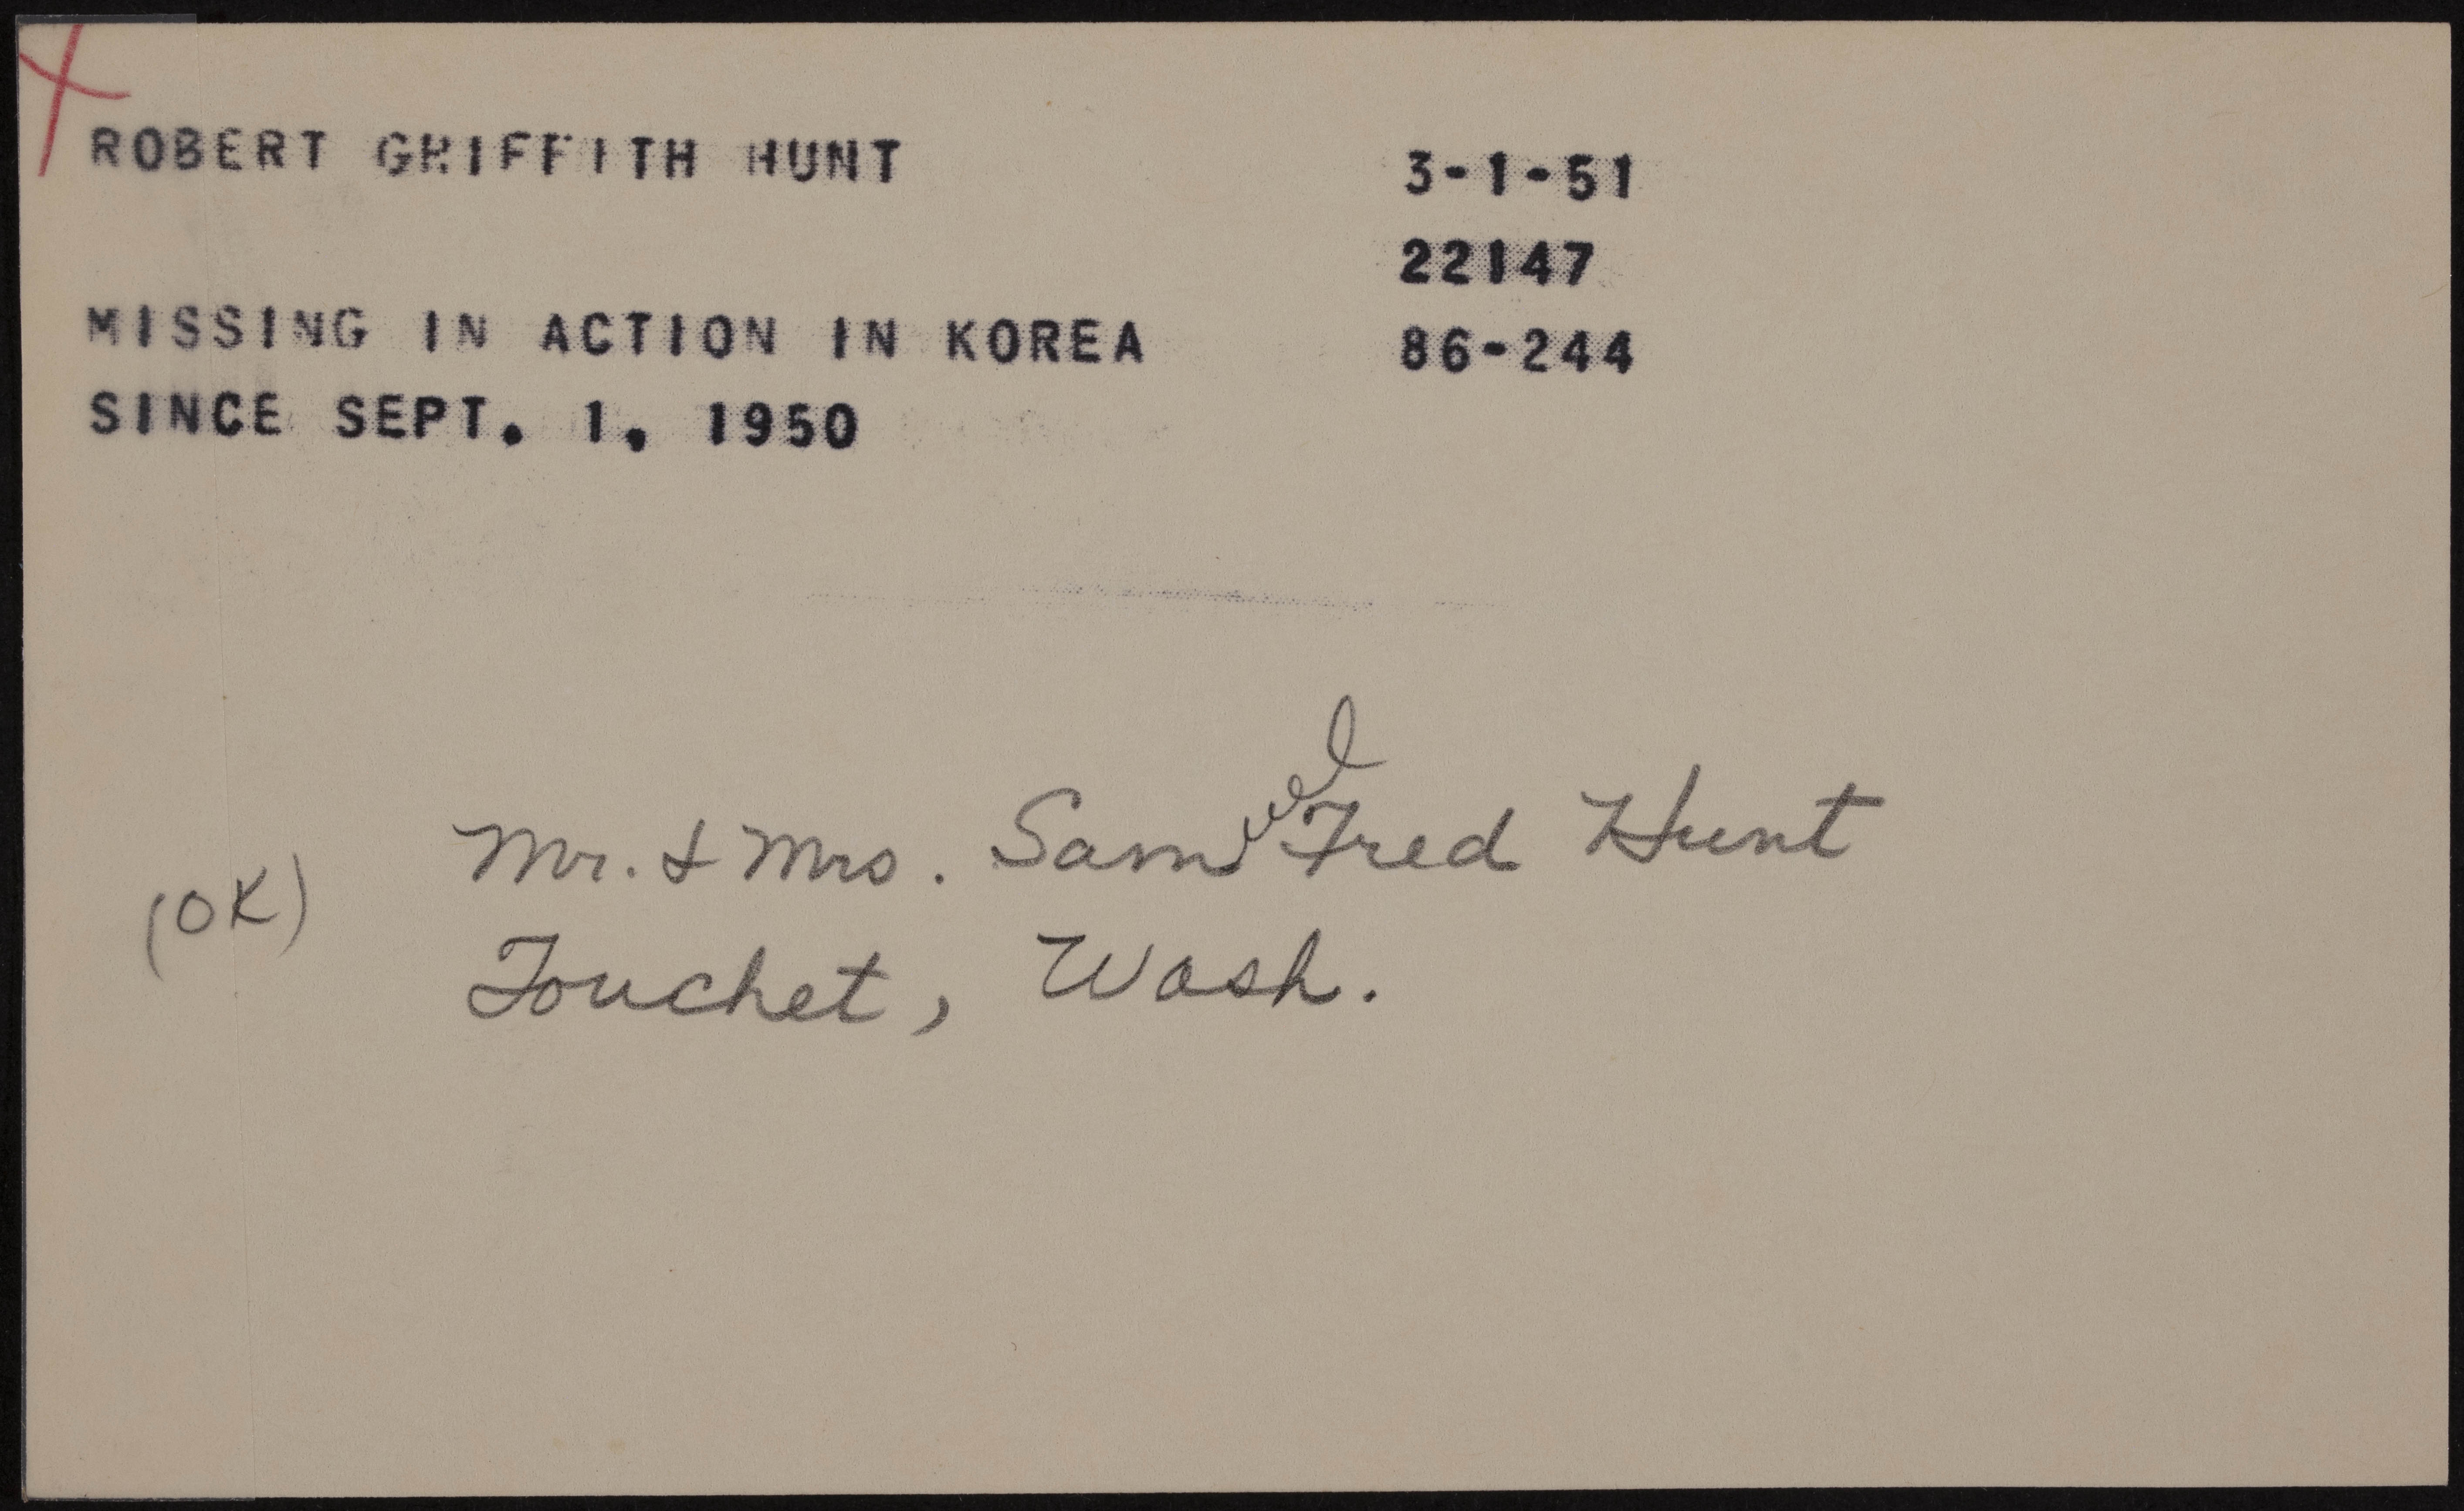 ROBERT GRIFFITH HUNT 3-1-51
22147
MISSING IN ACTION IN KOREA 86-244
SINCE SEPT. 1, 1950
Mr. & Mrs. Samuel Fred Hunt
(OK)
Touchet, Wash.